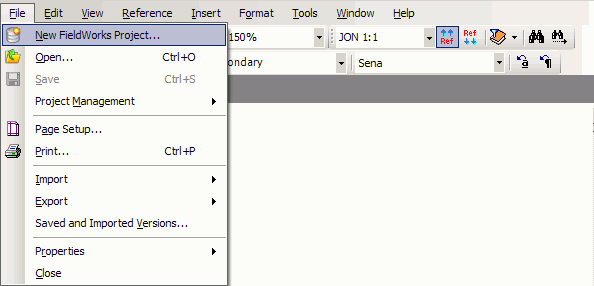 File Edit View Reference Insert Format Tools Window Help
150% JON 1:1 Ref Ref
ondary Sena
New FieldWorks Project...
Open... Ctrl+O
Save Ctrl+S
Project Management
Page Setup...
Print... Ctrl+P
Import
Export
Saved and Imported Versions...
Properties
Close